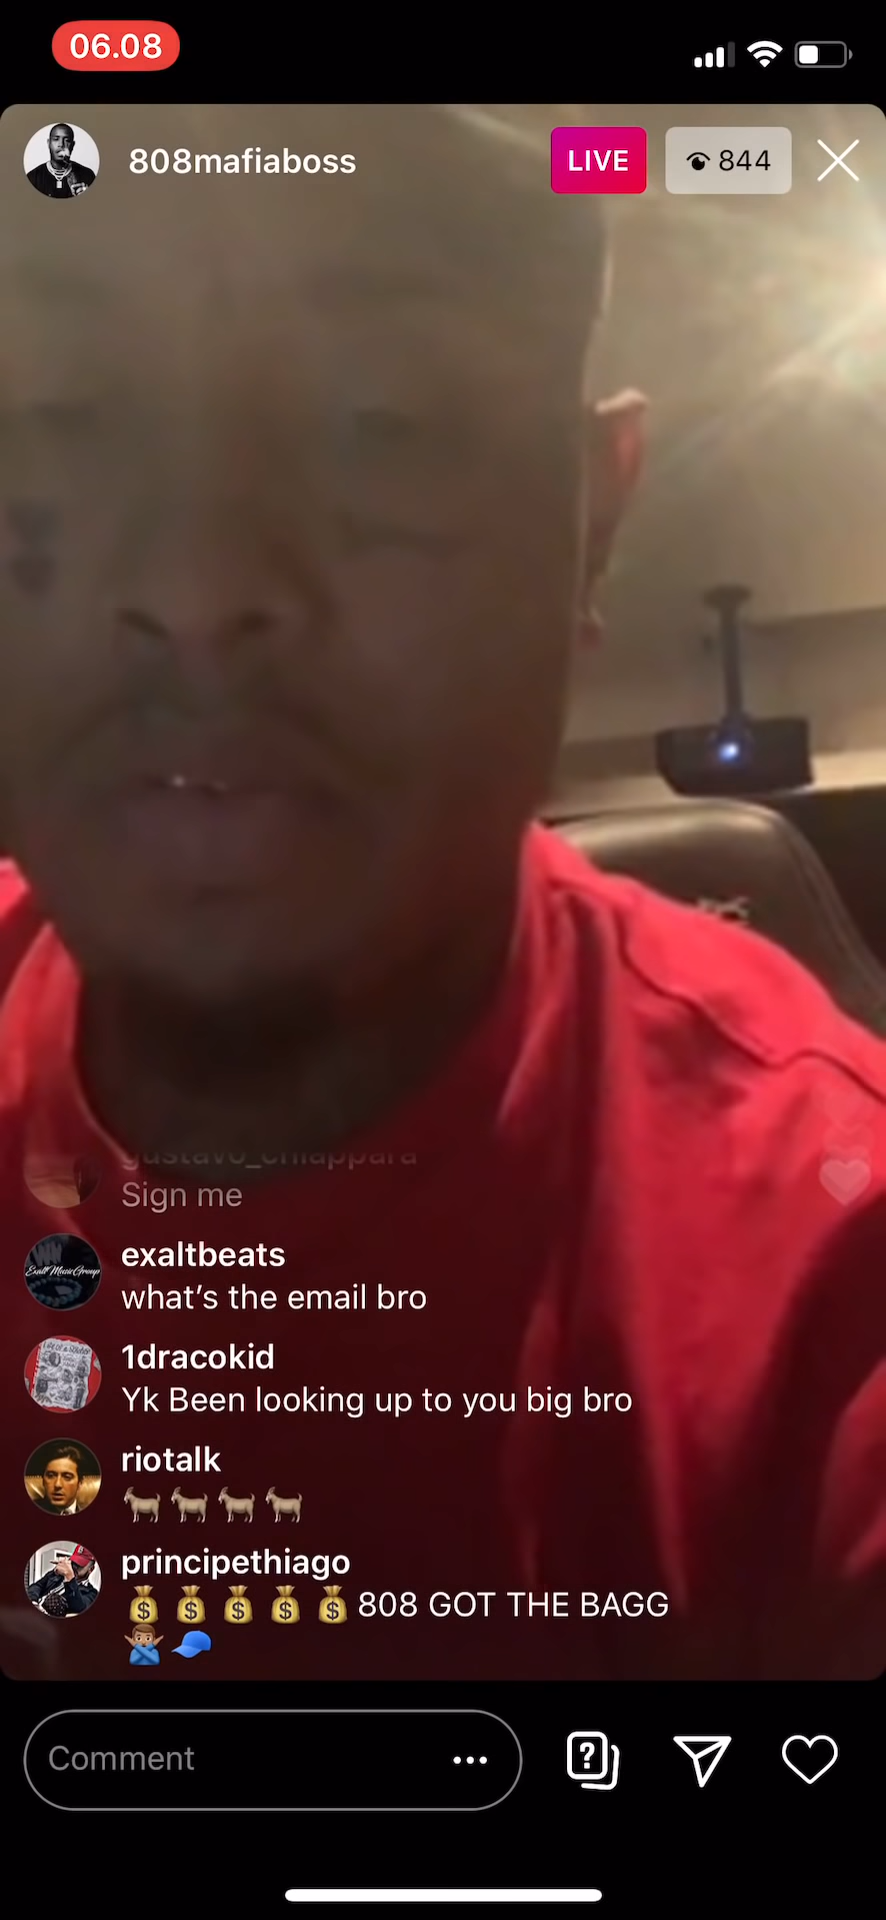 06.08
808mafiaboss
LIVE
844
gustavo_chiappara
Sign me
exaltbeats
what's the email bro
1dracokid
Yk Been looking up to you big bro
riotalk
🐐🐐🐐🐐
principethiago
💰💰💰💰💰808 GOT THE BAGG
🙅🏽‍♂️🧢
Comment